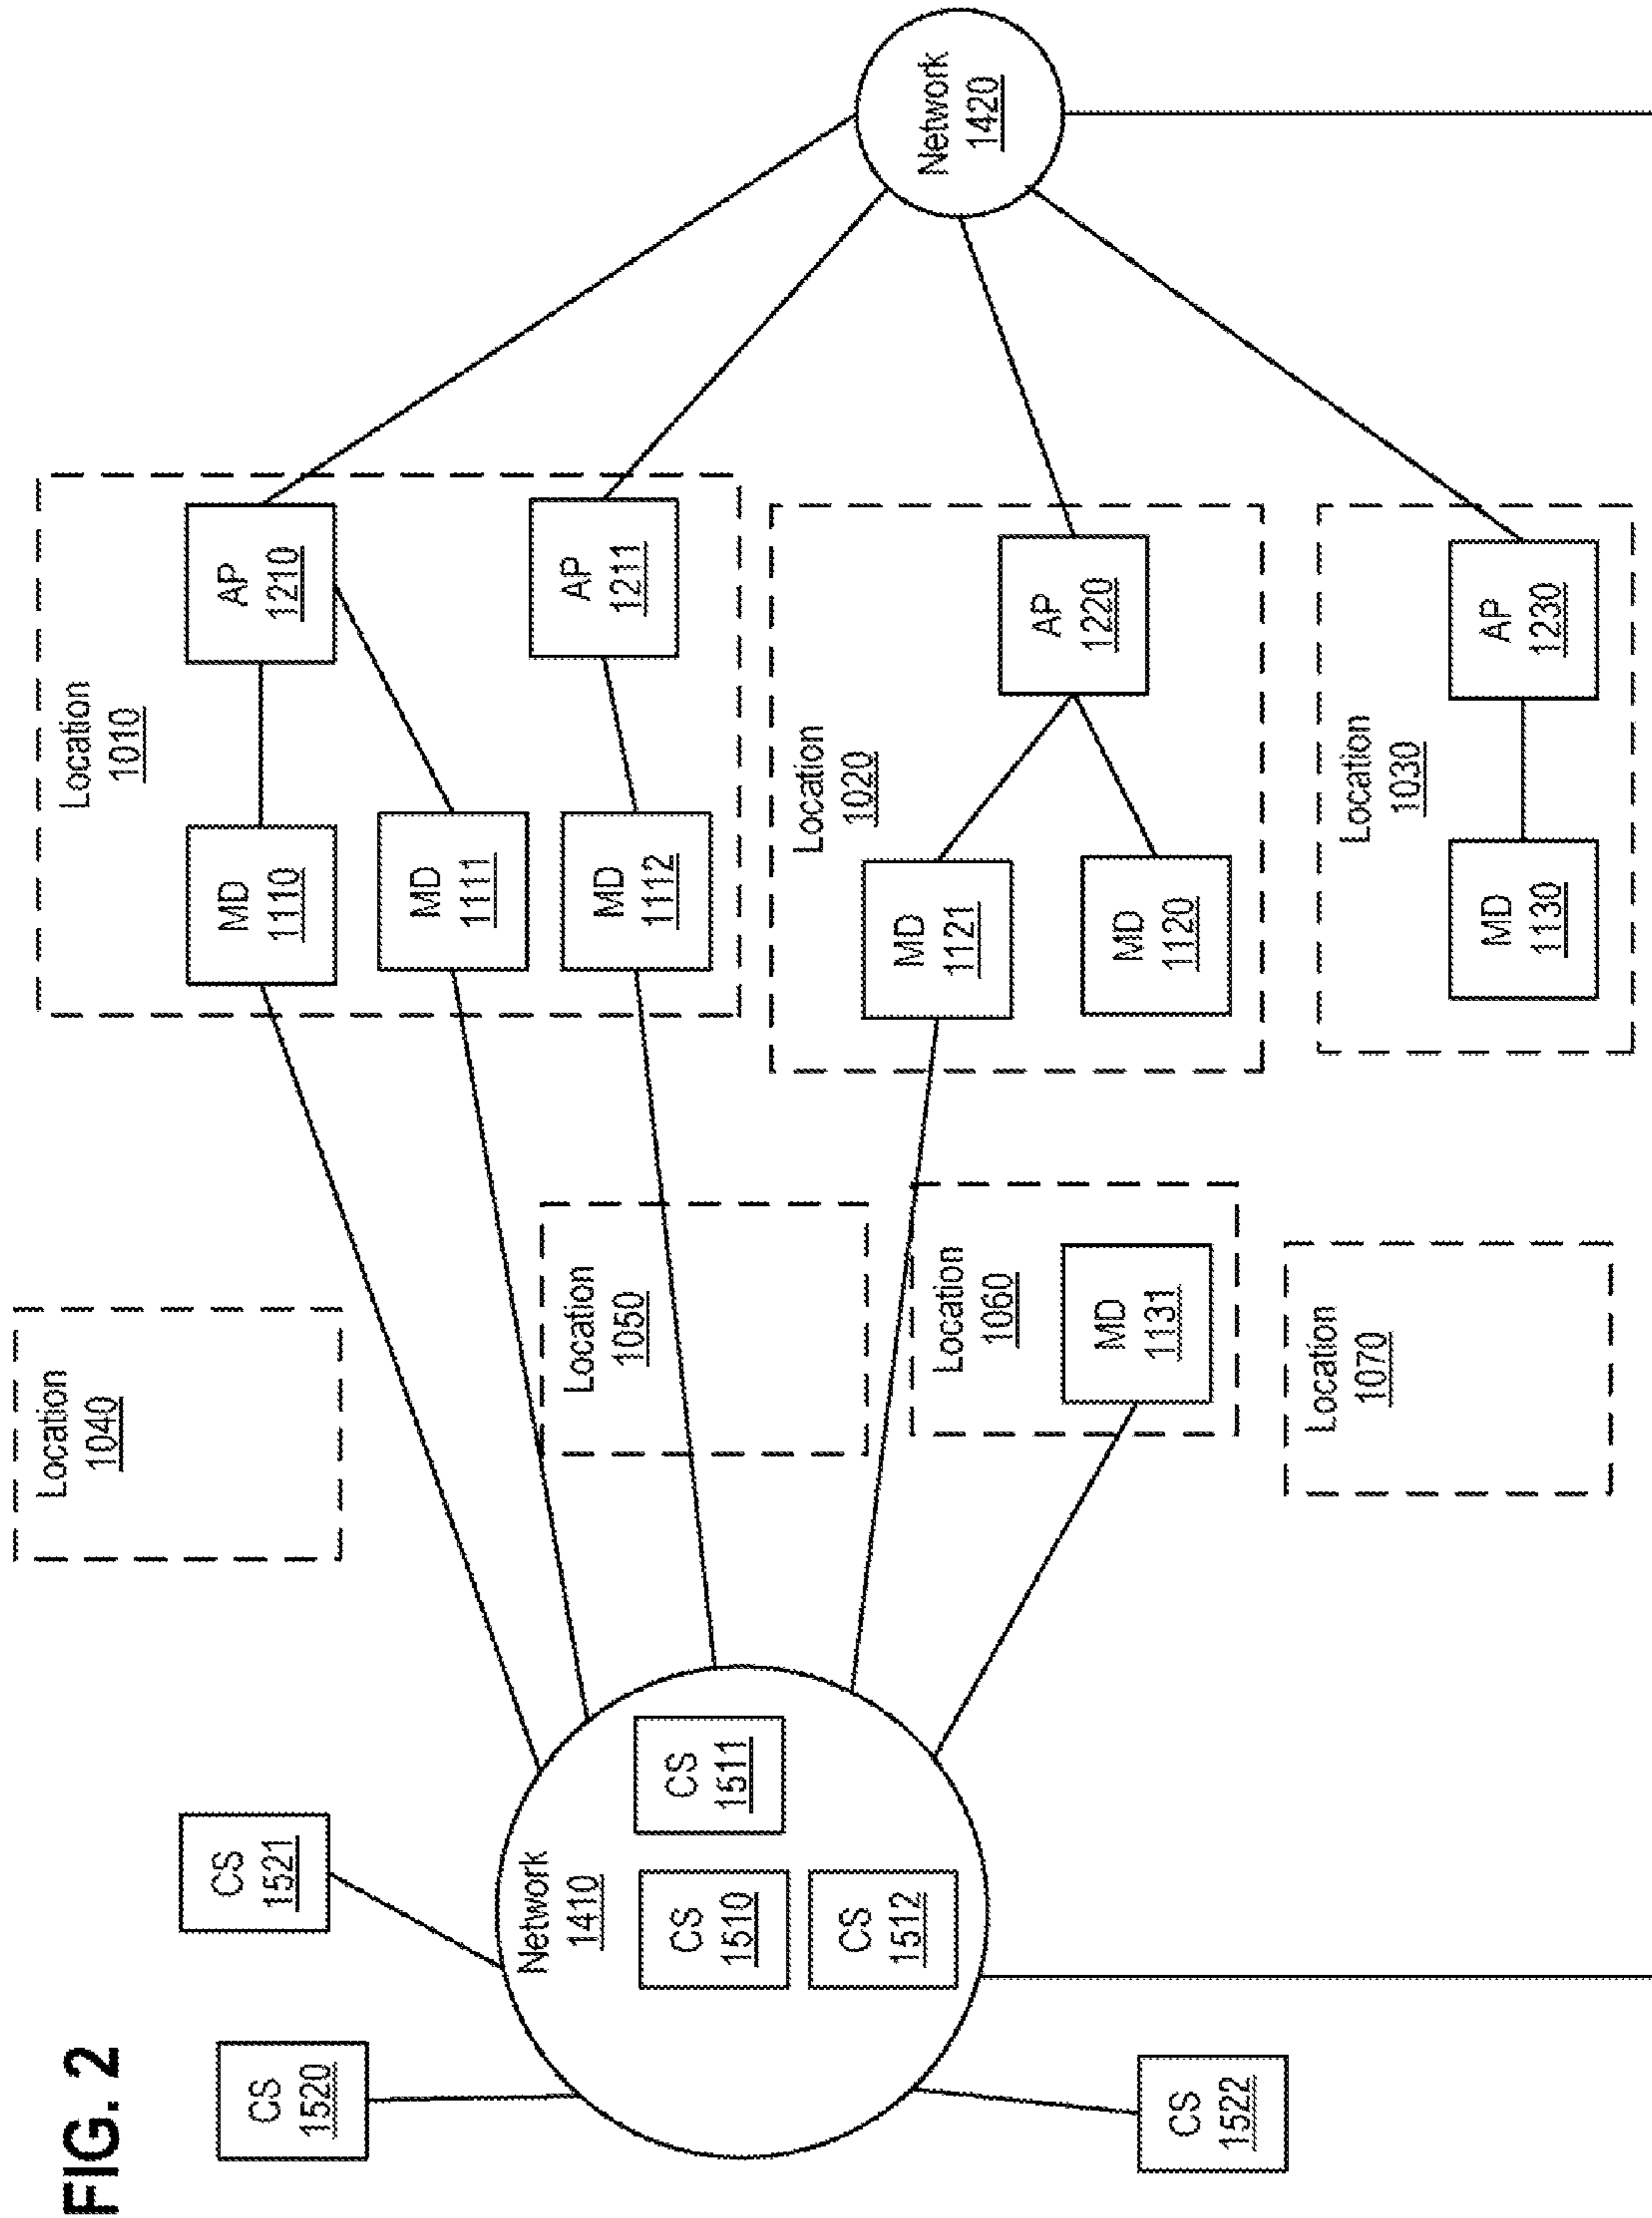 FIG. 2
CS
1520
CS
1521
CS
1522
Network
1410
CS
1510
CS
1511
CS
1512
Location
1040
Location
1050
Location
1060
MD
1131
Location
1070
Location
1010
MD
1110
AP
1210
MD
1111
MD
1112
AP
1211
Location
1020
MD
1121
MD
1120
AP
1220
Location
1030
MD
1130
AP
1230
Network
1420